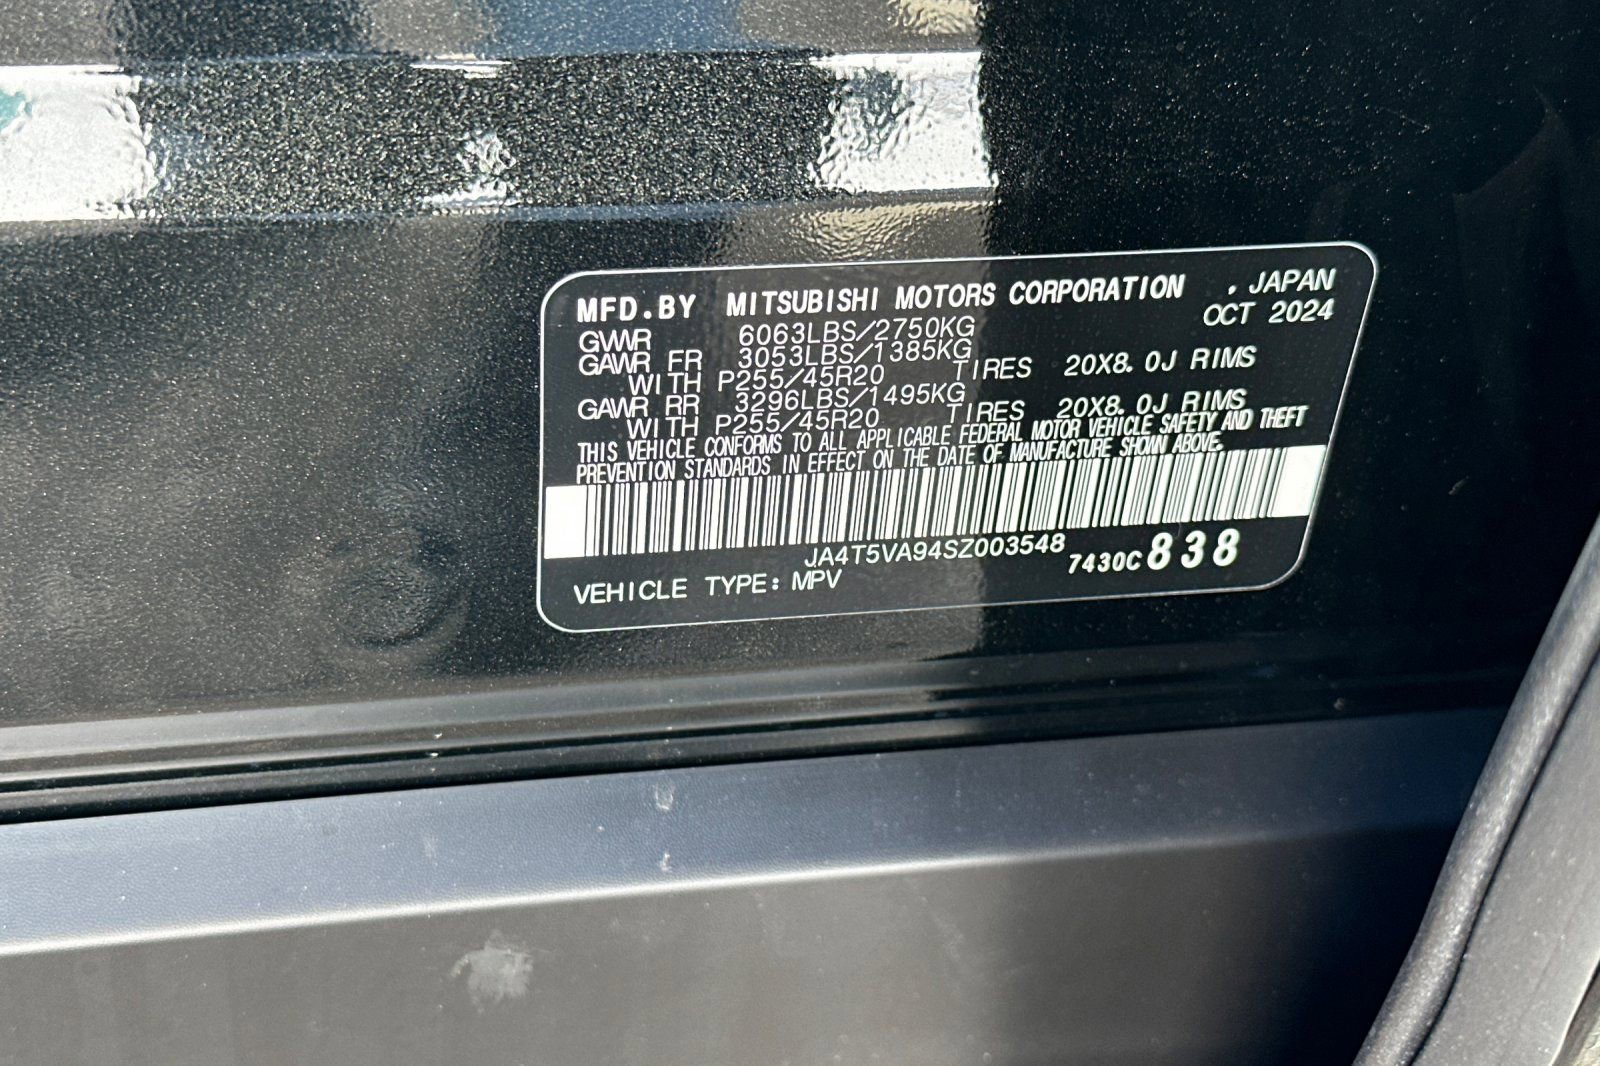 MFD.BY MITSUBISHI MOTORS CORPORATION , JAPAN
OCT 2024
GVWR 6063LBS/2750KG
GAWR FR 3053LBS/1385KG
WITH P255/45R20 TIRES 20X8.0J RIMS
GAWR RR 3296LBS/1495KG
WITH P255/45R20 TIRES 20X8.0J RIMS
THIS VEHICLE CONFORMS TO ALL APPLICABLE FEDERAL MOTOR VEHICLE SAFETY AND THEFT
PREVENTION STANDARDS IN EFFECT ON THE DATE OF MANUFACTURE SHOWN ABOVE.
JA4T5VA94SZ003548 7430C 838
VEHICLE TYPE: MPV